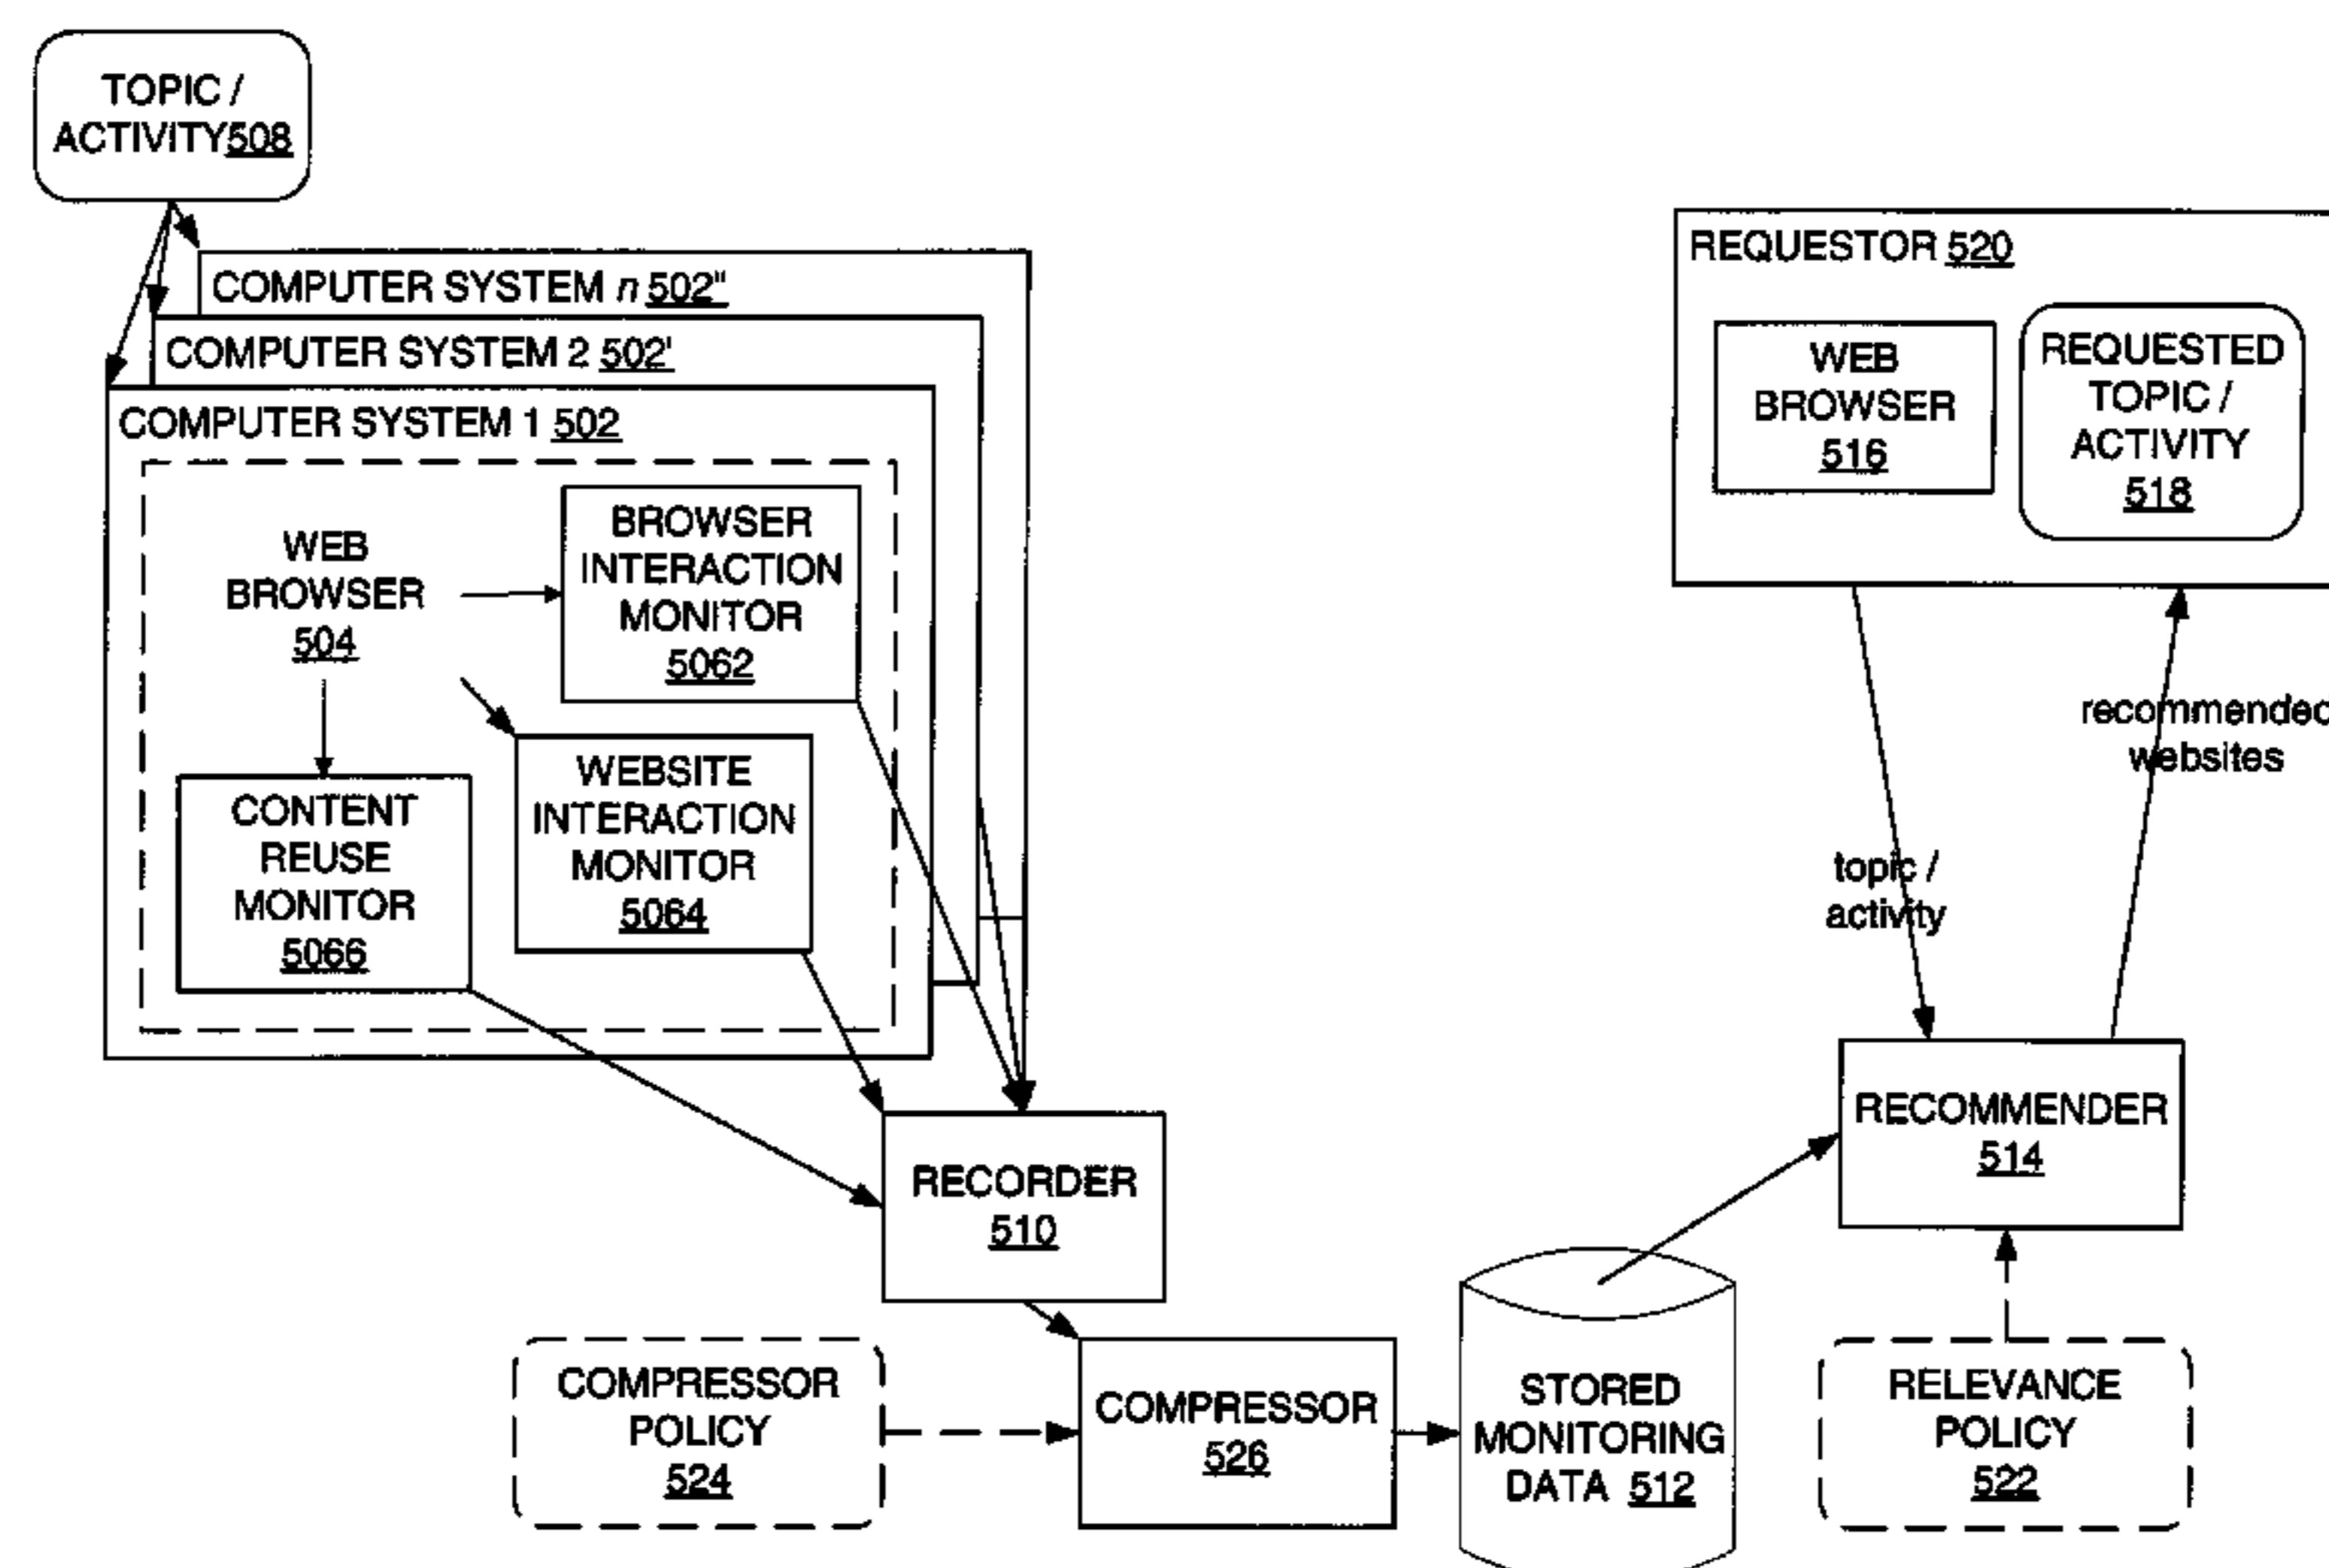 TOPIC /
ACTIVITY508
COMPUTER SYSTEM n 502"
COMPUTER SYSTEM 2 502'
COMPUTER SYSTEM 1 502
WEB
BROWSER
504
BROWSER
INTERACTION
MONITOR
5062
WEBSITE
INTERACTION
MONITOR
5064
CONTENT
REUSE
MONITOR
5066
REQUESTOR 520
WEB
BROWSER
516
REQUESTED
TOPIC /
ACTIVITY
518
recommended
websites
topic /
activity
RECOMMENDER
514
RECORDER
510
COMPRESSOR
POLICY
524
COMPRESSOR
526
STORED
MONITORING
DATA 512
RELEVANCE
POLICY
522